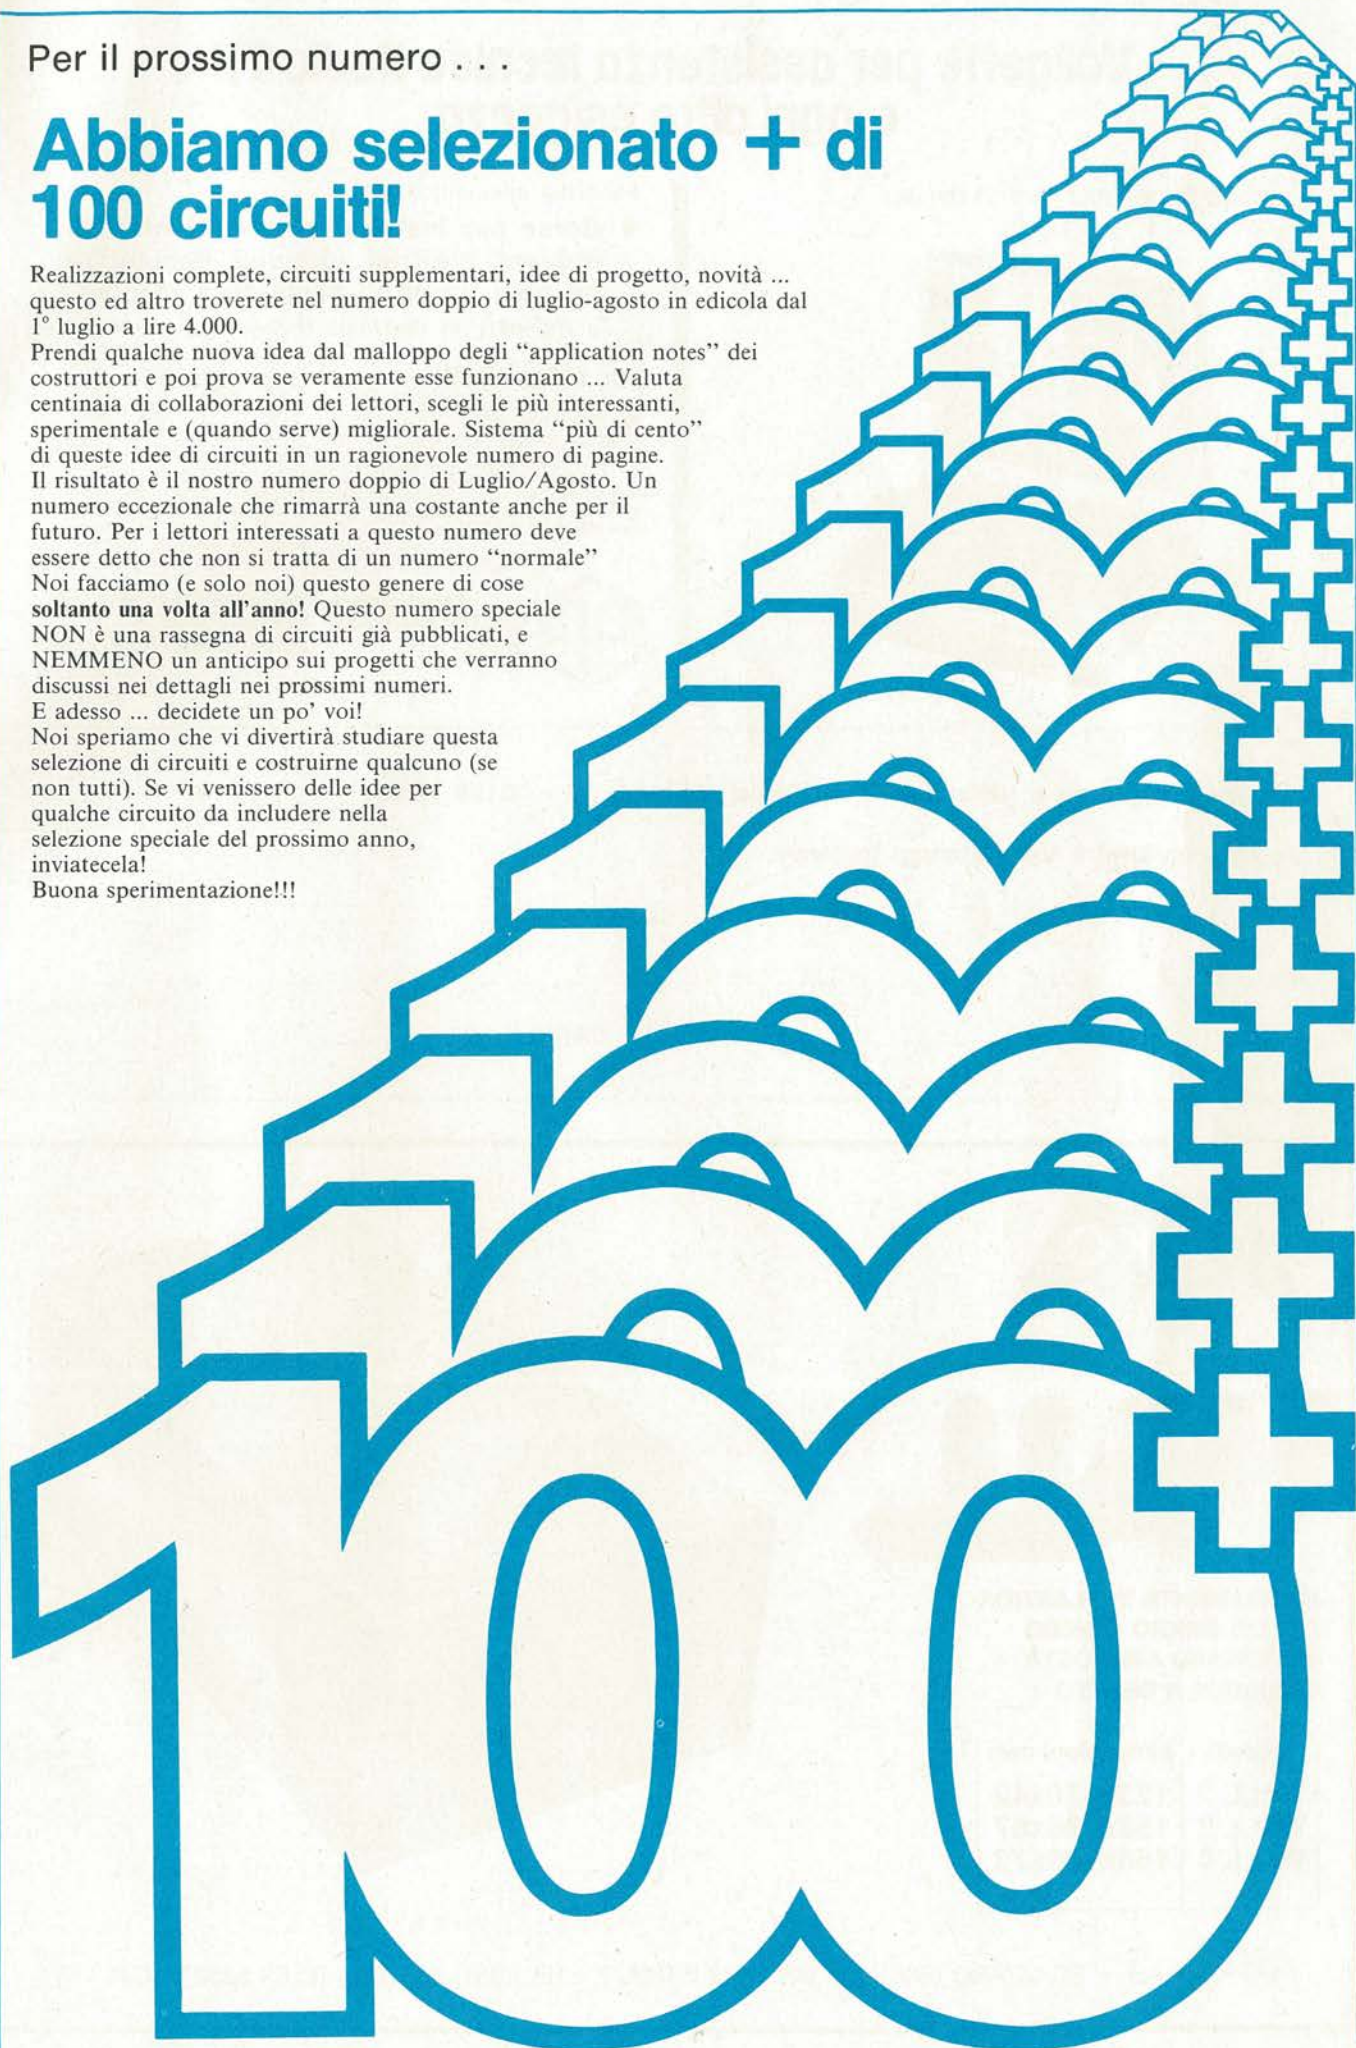 Per il prossimo numero . . .
Abbiamo selezionato + di
100 circuiti!
Realizzazioni complete, circuiti supplementari, idee di progetto, novità ...
questo ed altro troverete nel numero doppio di luglio-agosto in edicola dal
1° luglio a lire 4.000.
Prendi qualche nuova idea dal malloppo degli “application notes” dei
costruttori e poi prova se veramente esse funzionano ... Valuta
centinaia di collaborazioni dei lettori, scegli le più interessanti,
sperimentale e (quando serve) migliorale. Sistema “più di cento”
di queste idee di circuiti in un ragionevole numero di pagine.
Il risultato è il nostro numero doppio di Luglio/Agosto. Un
numero eccezionale che rimarrà una costante anche per il
futuro. Per i lettori interessati a questo numero deve
essere detto che non si tratta di un numero “normale”
Noi facciamo (e solo noi) questo genere di cose
soltanto una volta all'anno! Questo numero speciale
NON è una rassegna di circuiti già pubblicati, e
NEMMENO un anticipo sui progetti che verranno
discussi nei dettagli nei prossimi numeri.
E adesso ... decidete un po' voi!
Noi speriamo che vi divertirà studiare questa
selezione di circuiti e costruirne qualcuno (se
non tutti). Se vi venissero delle idee per
qualche circuito da includere nella
selezione speciale del prossimo anno,
inviatecela!
Buona sperimentazione!!!
100+